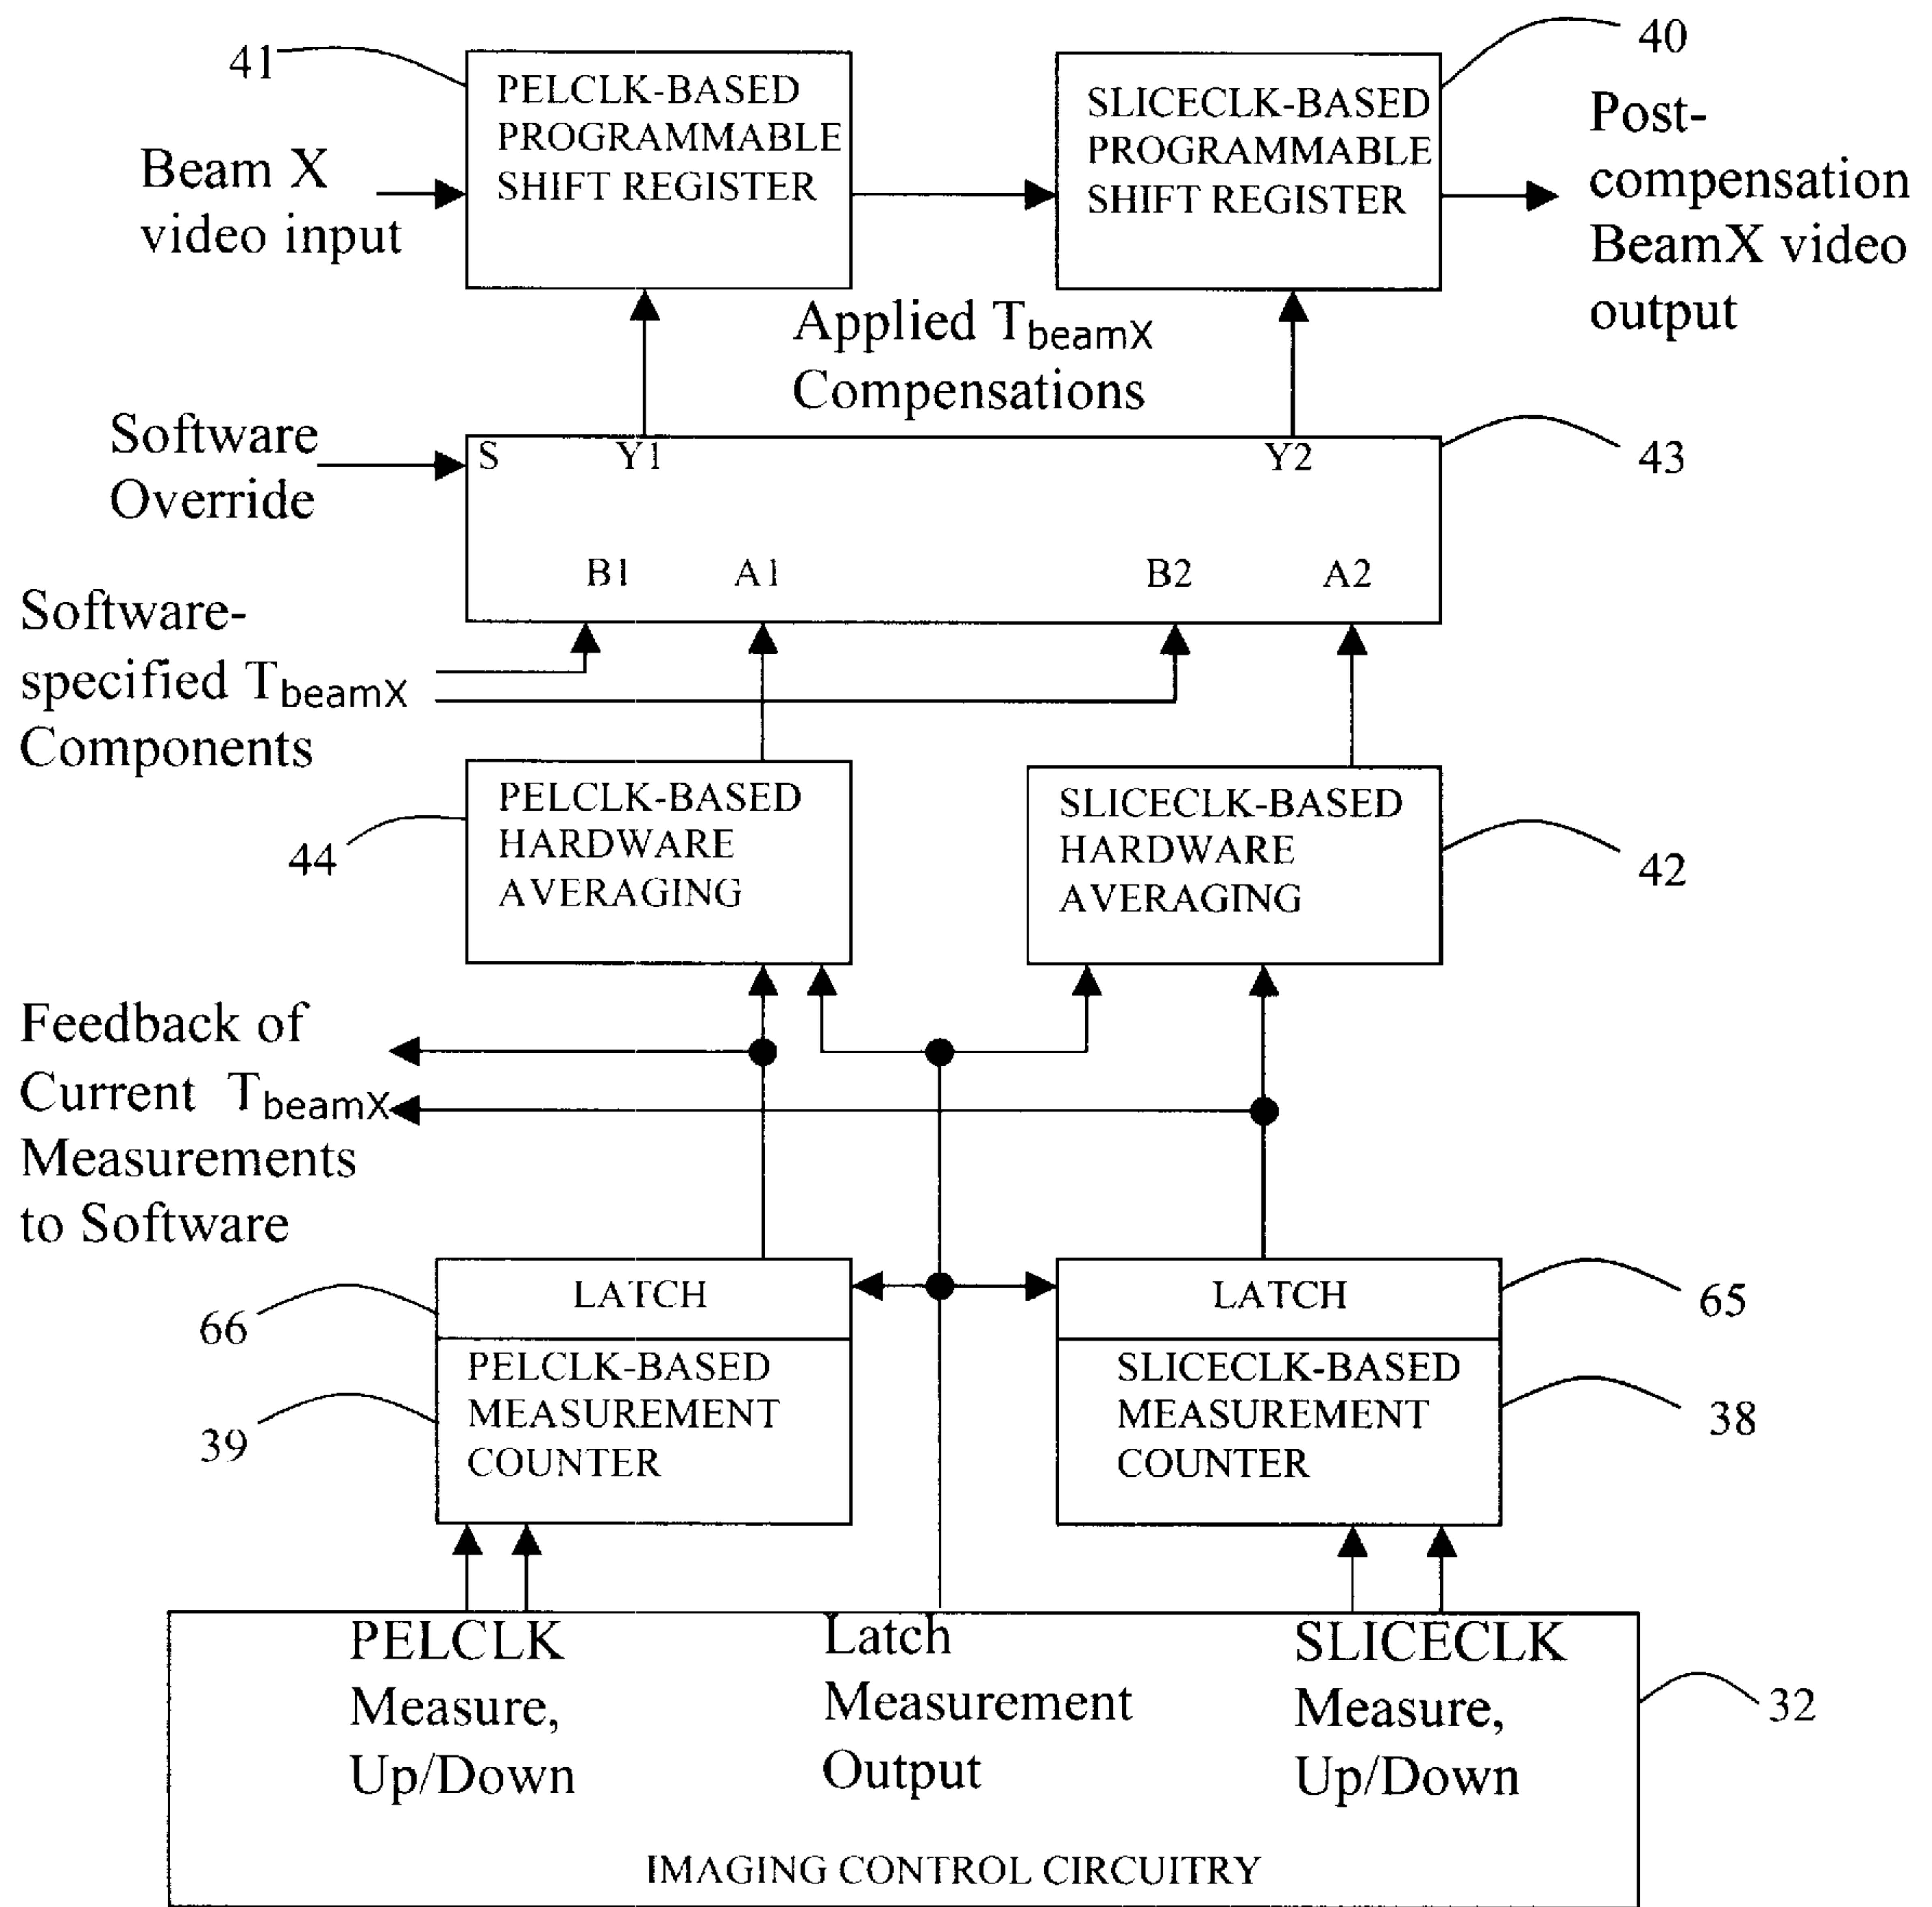 41
PELCLK-BASED
PROGRAMMABLE
SHIFT REGISTER
SLICECLK-BASED
PROGRAMMABLE
SHIFT REGISTER
40
Beam X
video input
Post-
compensation
BeamX video
output
Applied TbeamX
Compensations
Software
Override
S
Y1
Y2
B1
A1
B2
A2
43
Software-
specified TbeamX
Components
44
PELCLK-BASED
HARDWARE
AVERAGING
SLICECLK-BASED
HARDWARE
AVERAGING
42
Feedback of
Current TbeamX
Measurements
to Software
66
LATCH
LATCH
65
39
PELCLK-BASED
MEASUREMENT
COUNTER
SLICECLK-BASED
MEASUREMENT
COUNTER
38
PELCLK
Measure,
Up/Down
Latch
Measurement
Output
SLICECLK
Measure,
Up/Down
32
IMAGING CONTROL CIRCUITRY